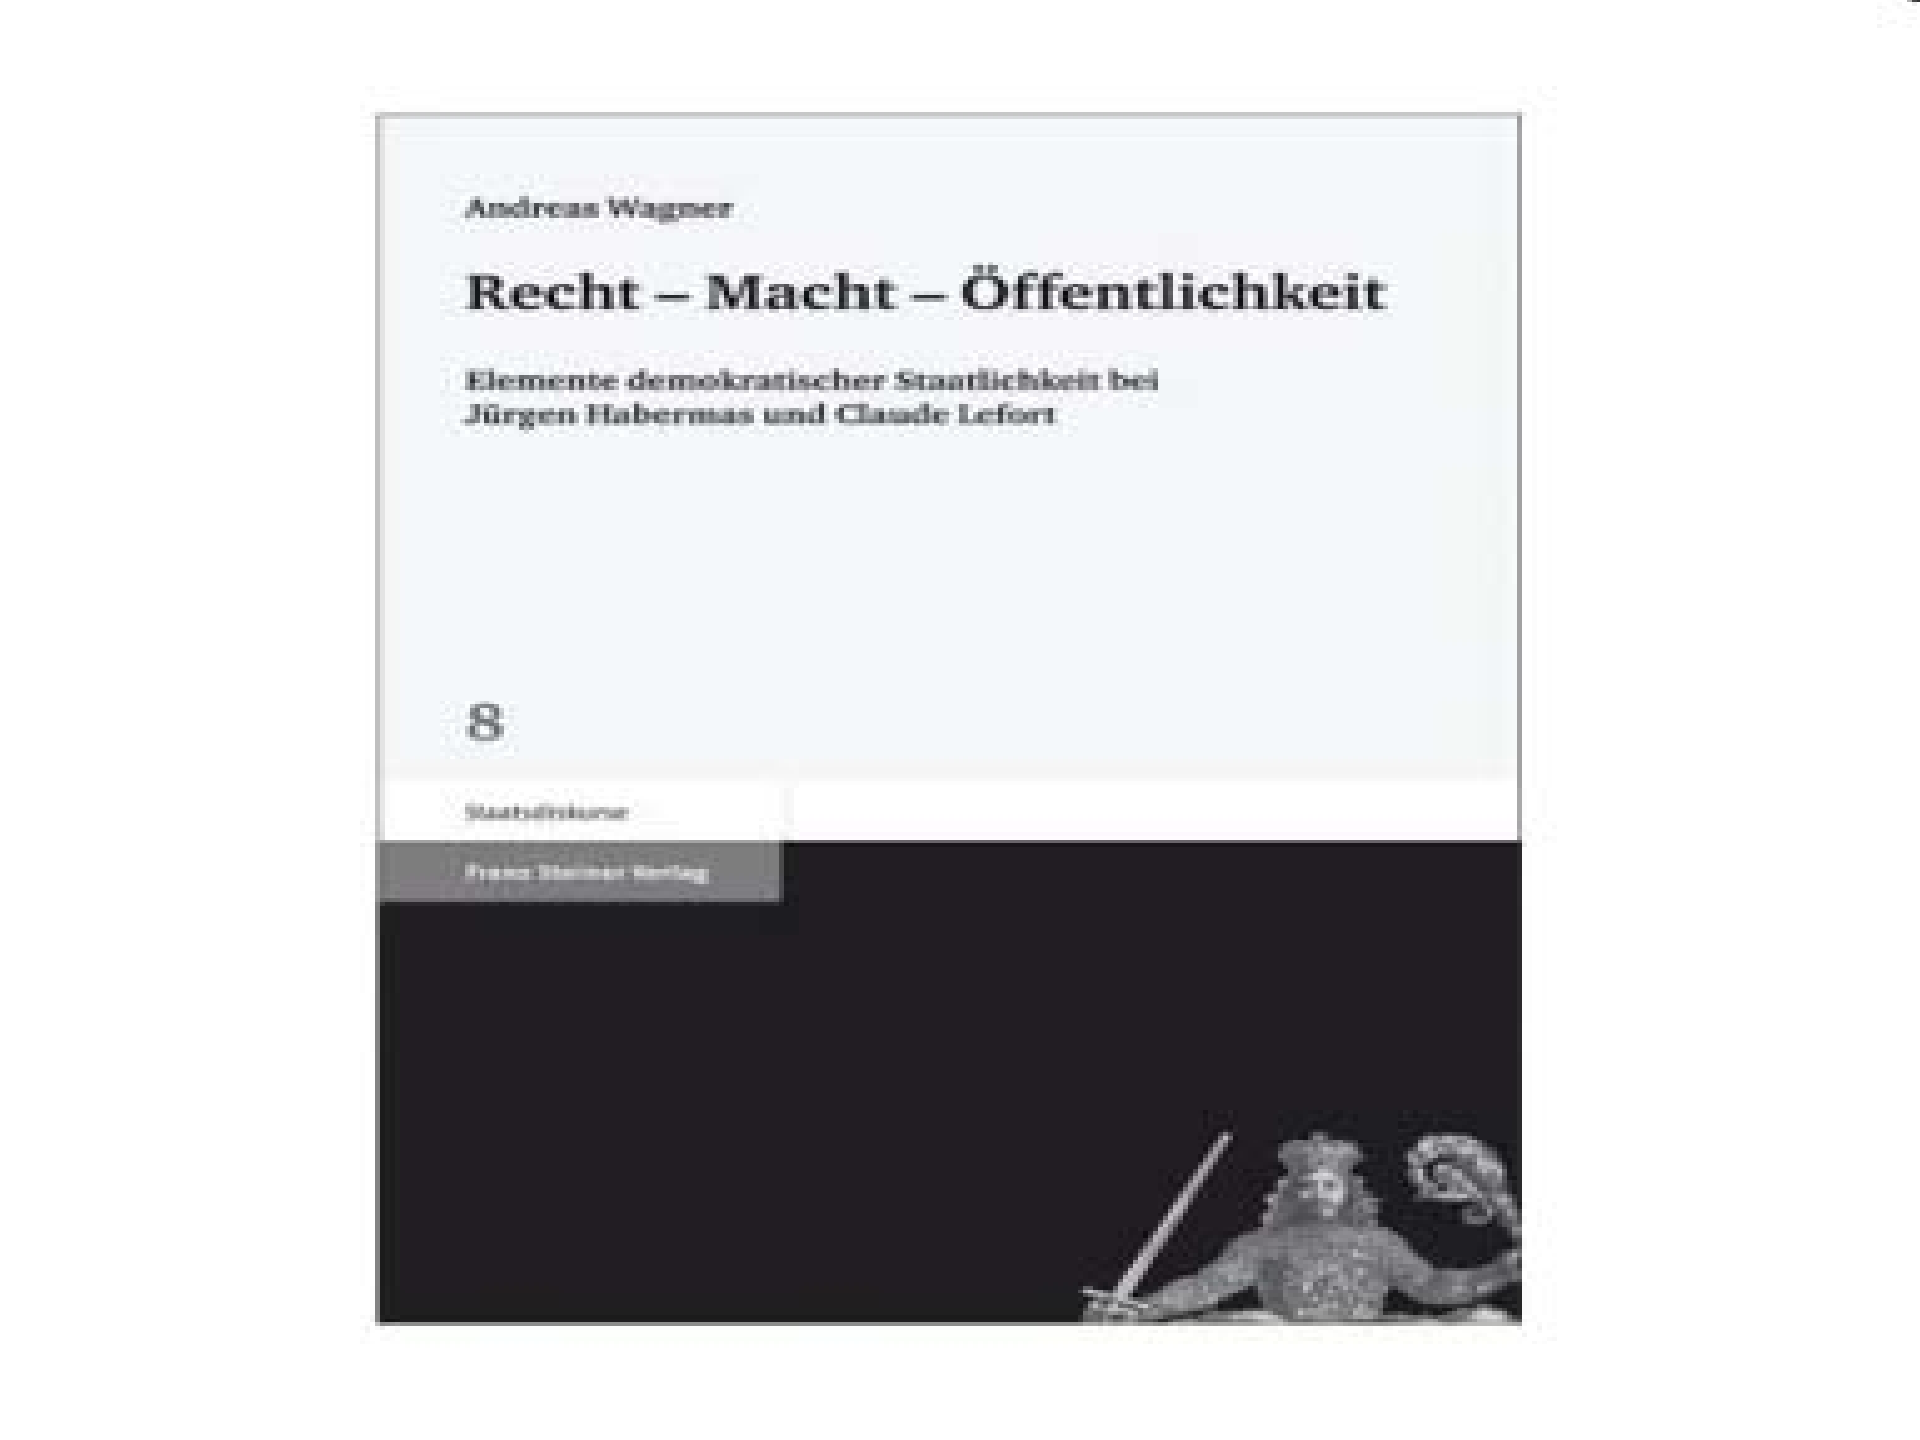 Andreas Wagner
Recht – Macht – Öffentlichkeit
Elemente demokratischer Staatlichkeit bei
Jürgen Habermas und Claude Lefort
8
Staatsdiskurse
Franz Steiner Verlag